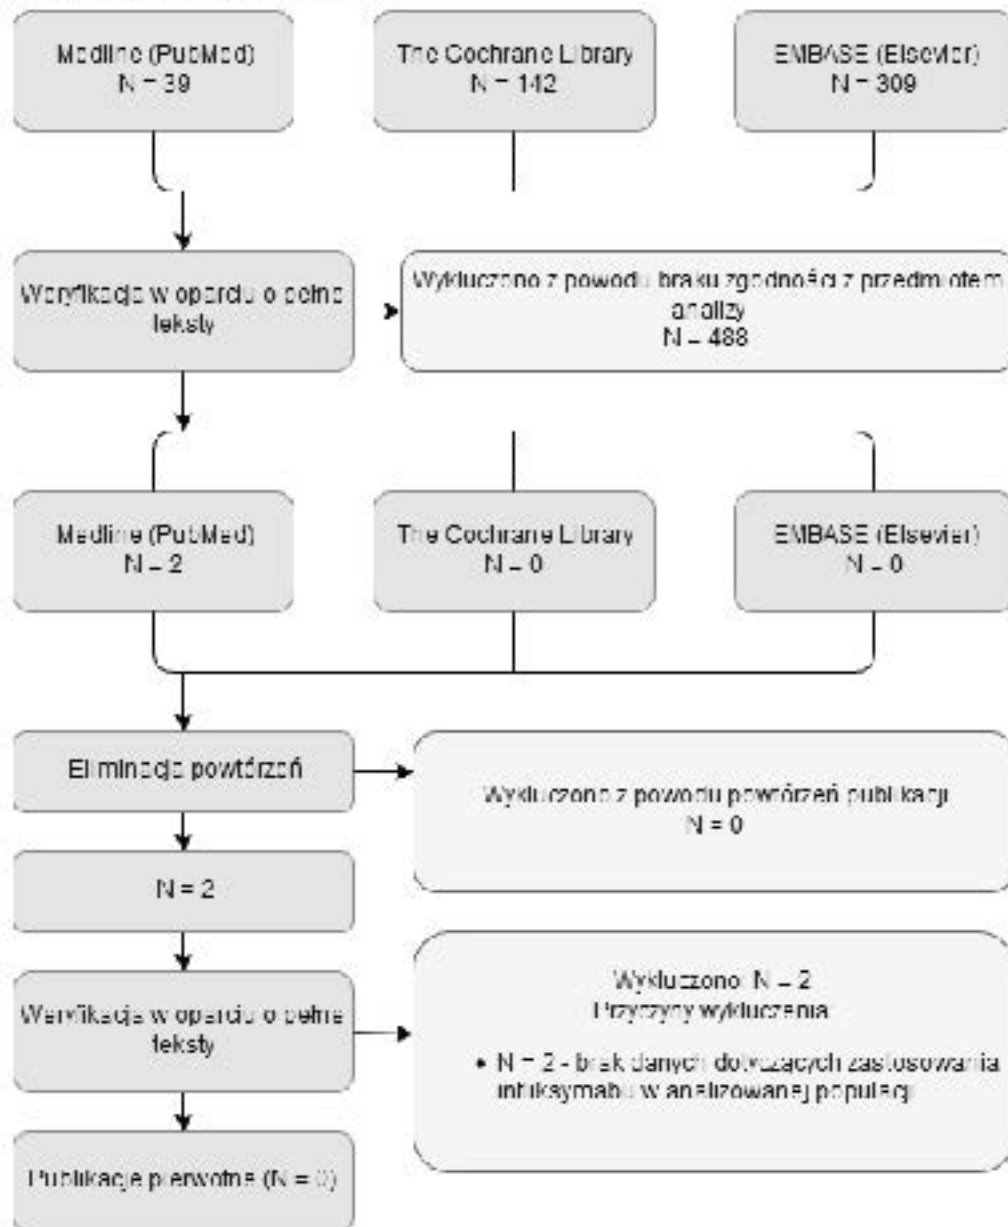 Medline (PubMed)
N = 39
The Cochrane Library
N = 142
EMBASE (Elsevier)
N = 309
Weryfikacja w oparciu o pełne
teksty
Wykluczono z powodu braku zgodności z przedmiotem
analizy
N = 488
Medline (PubMed)
N = 2
The Cochrane Library
N = 0
EMBASE (Elsevier)
N = 0
Eliminacja powtórzeń
Wykluczono z powodu powtórzeń publikacji
N = 0
N = 2
Weryfikacja w oparciu o pełne
teksty
Wykluczono: N = 2
Przyczyny wykluczenia:
• N = 2 - brak danych dotyczących zastosowania
infliksymabu w analizowanej populacji
Publikacje pierwotne (N = 0)